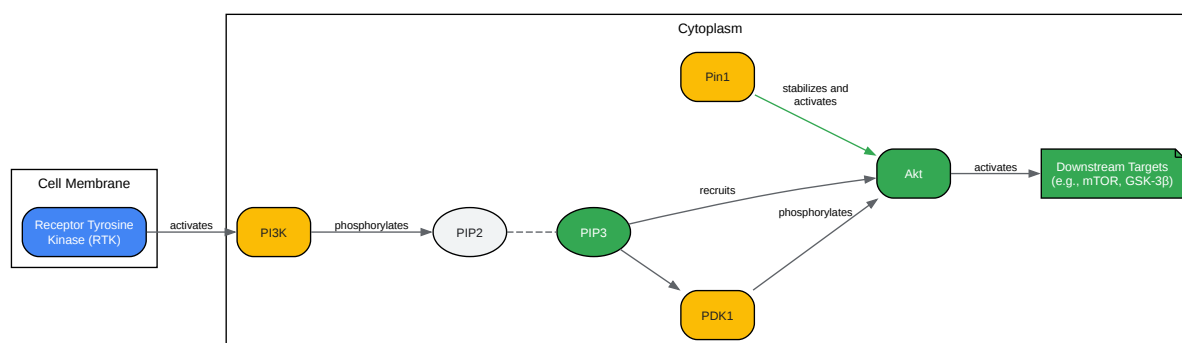 Cytoplasm
Pin1
stabilizes and
activates
Cell Membrane
Receptor Tyrosine
Kinase (RTK)
activates
PI3K
phosphorylates
PIP2
PIP3
recruits
phosphorylates
PDK1
Akt
activates
Downstream Targets
(e.g., mTOR, GSK-3β)